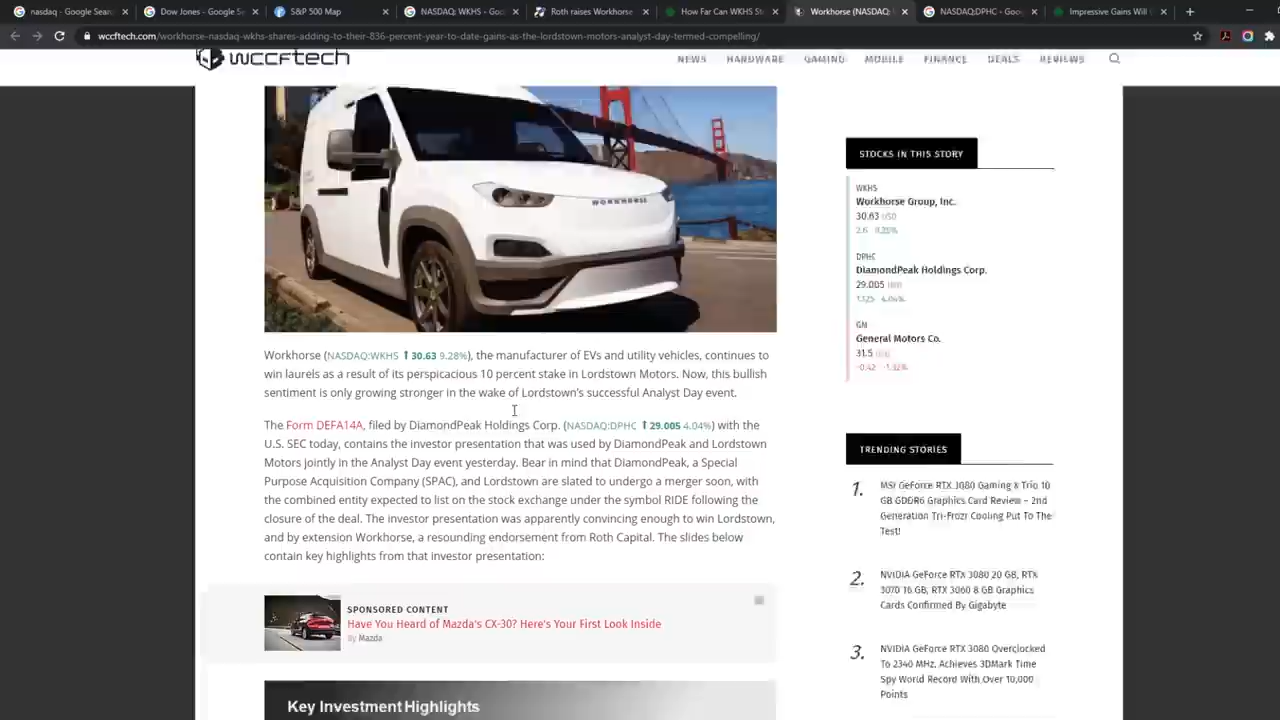 nasdaq - Google Sear
Dow Jones - Google Se
S&P 500 Map
NASDAQ: WKHS - Go
Roth raises Workhorse
How Far Can WKHS St
Workhorse (NASDAQ:
NASDAQ:DPHC - Goog
Impressive Gains Will
wccftech.com/workhorse-nasdaq-wkhs-shares-adding-to-their-836-percent-year-to-date-gains-as-the-lordstown-motors-analyst-day-termed-compelling/
wccftech
NEWS HARDWARE GAMING MOBILE FINANCE DEALS REVIEWS
WORKHORSE
Workhorse (NASDAQ:WKHS ⬆ 30.63 9.28%), the manufacturer of EVs and utility vehicles, continues to
win laurels as a result of its perspicacious 10 percent stake in Lordstown Motors. Now, this bullish
sentiment is only growing stronger in the wake of Lordstown's successful Analyst Day event.
The Form DEFA14A, filed by DiamondPeak Holdings Corp. (NASDAQ:DPHC ⬆ 29.005 4.04%) with the
U.S. SEC today, contains the investor presentation that was used by DiamondPeak and Lordstown
Motors jointly in the Analyst Day event yesterday. Bear in mind that DiamondPeak, a Special
Purpose Acquisition Company (SPAC), and Lordstown are slated to undergo a merger soon, with
the combined entity expected to list on the stock exchange under the symbol RIDE following the
closure of the deal. The investor presentation was apparently convincing enough to win Lordstown,
and by extension Workhorse, a resounding endorsement from Roth Capital. The slides below
contain key highlights from that investor presentation:
SPONSORED CONTENT
Have You Heard of Mazda's CX-30? Here's Your First Look Inside
By Mazda
Key Investment Highlights
STOCKS IN THIS STORY
WKHS
Workhorse Group, Inc.
30.63 USD
2.6
DPHC
DiamondPeak Holdings Corp.
29.005
1.125 4.04%
GM
General Motors Co.
31.5
-0.42 -1.32%
TRENDING STORIES
1. MSI GeForce RTX 3080 Gaming X Trio 10
GB GDDR6 Graphics Card Review – 2nd
Generation Tri-Frozr Cooling Put To The
Test!
2. NVIDIA GeForce RTX 3080 20 GB, RTX
3070 16 GB, RTX 3060 8 GB Graphics
Cards Confirmed By Gigabyte
3. NVIDIA GeForce RTX 3080 Overclocked
To 2340 MHz, Achieves 3DMark Time
Spy World Record With Over 10,000
Points